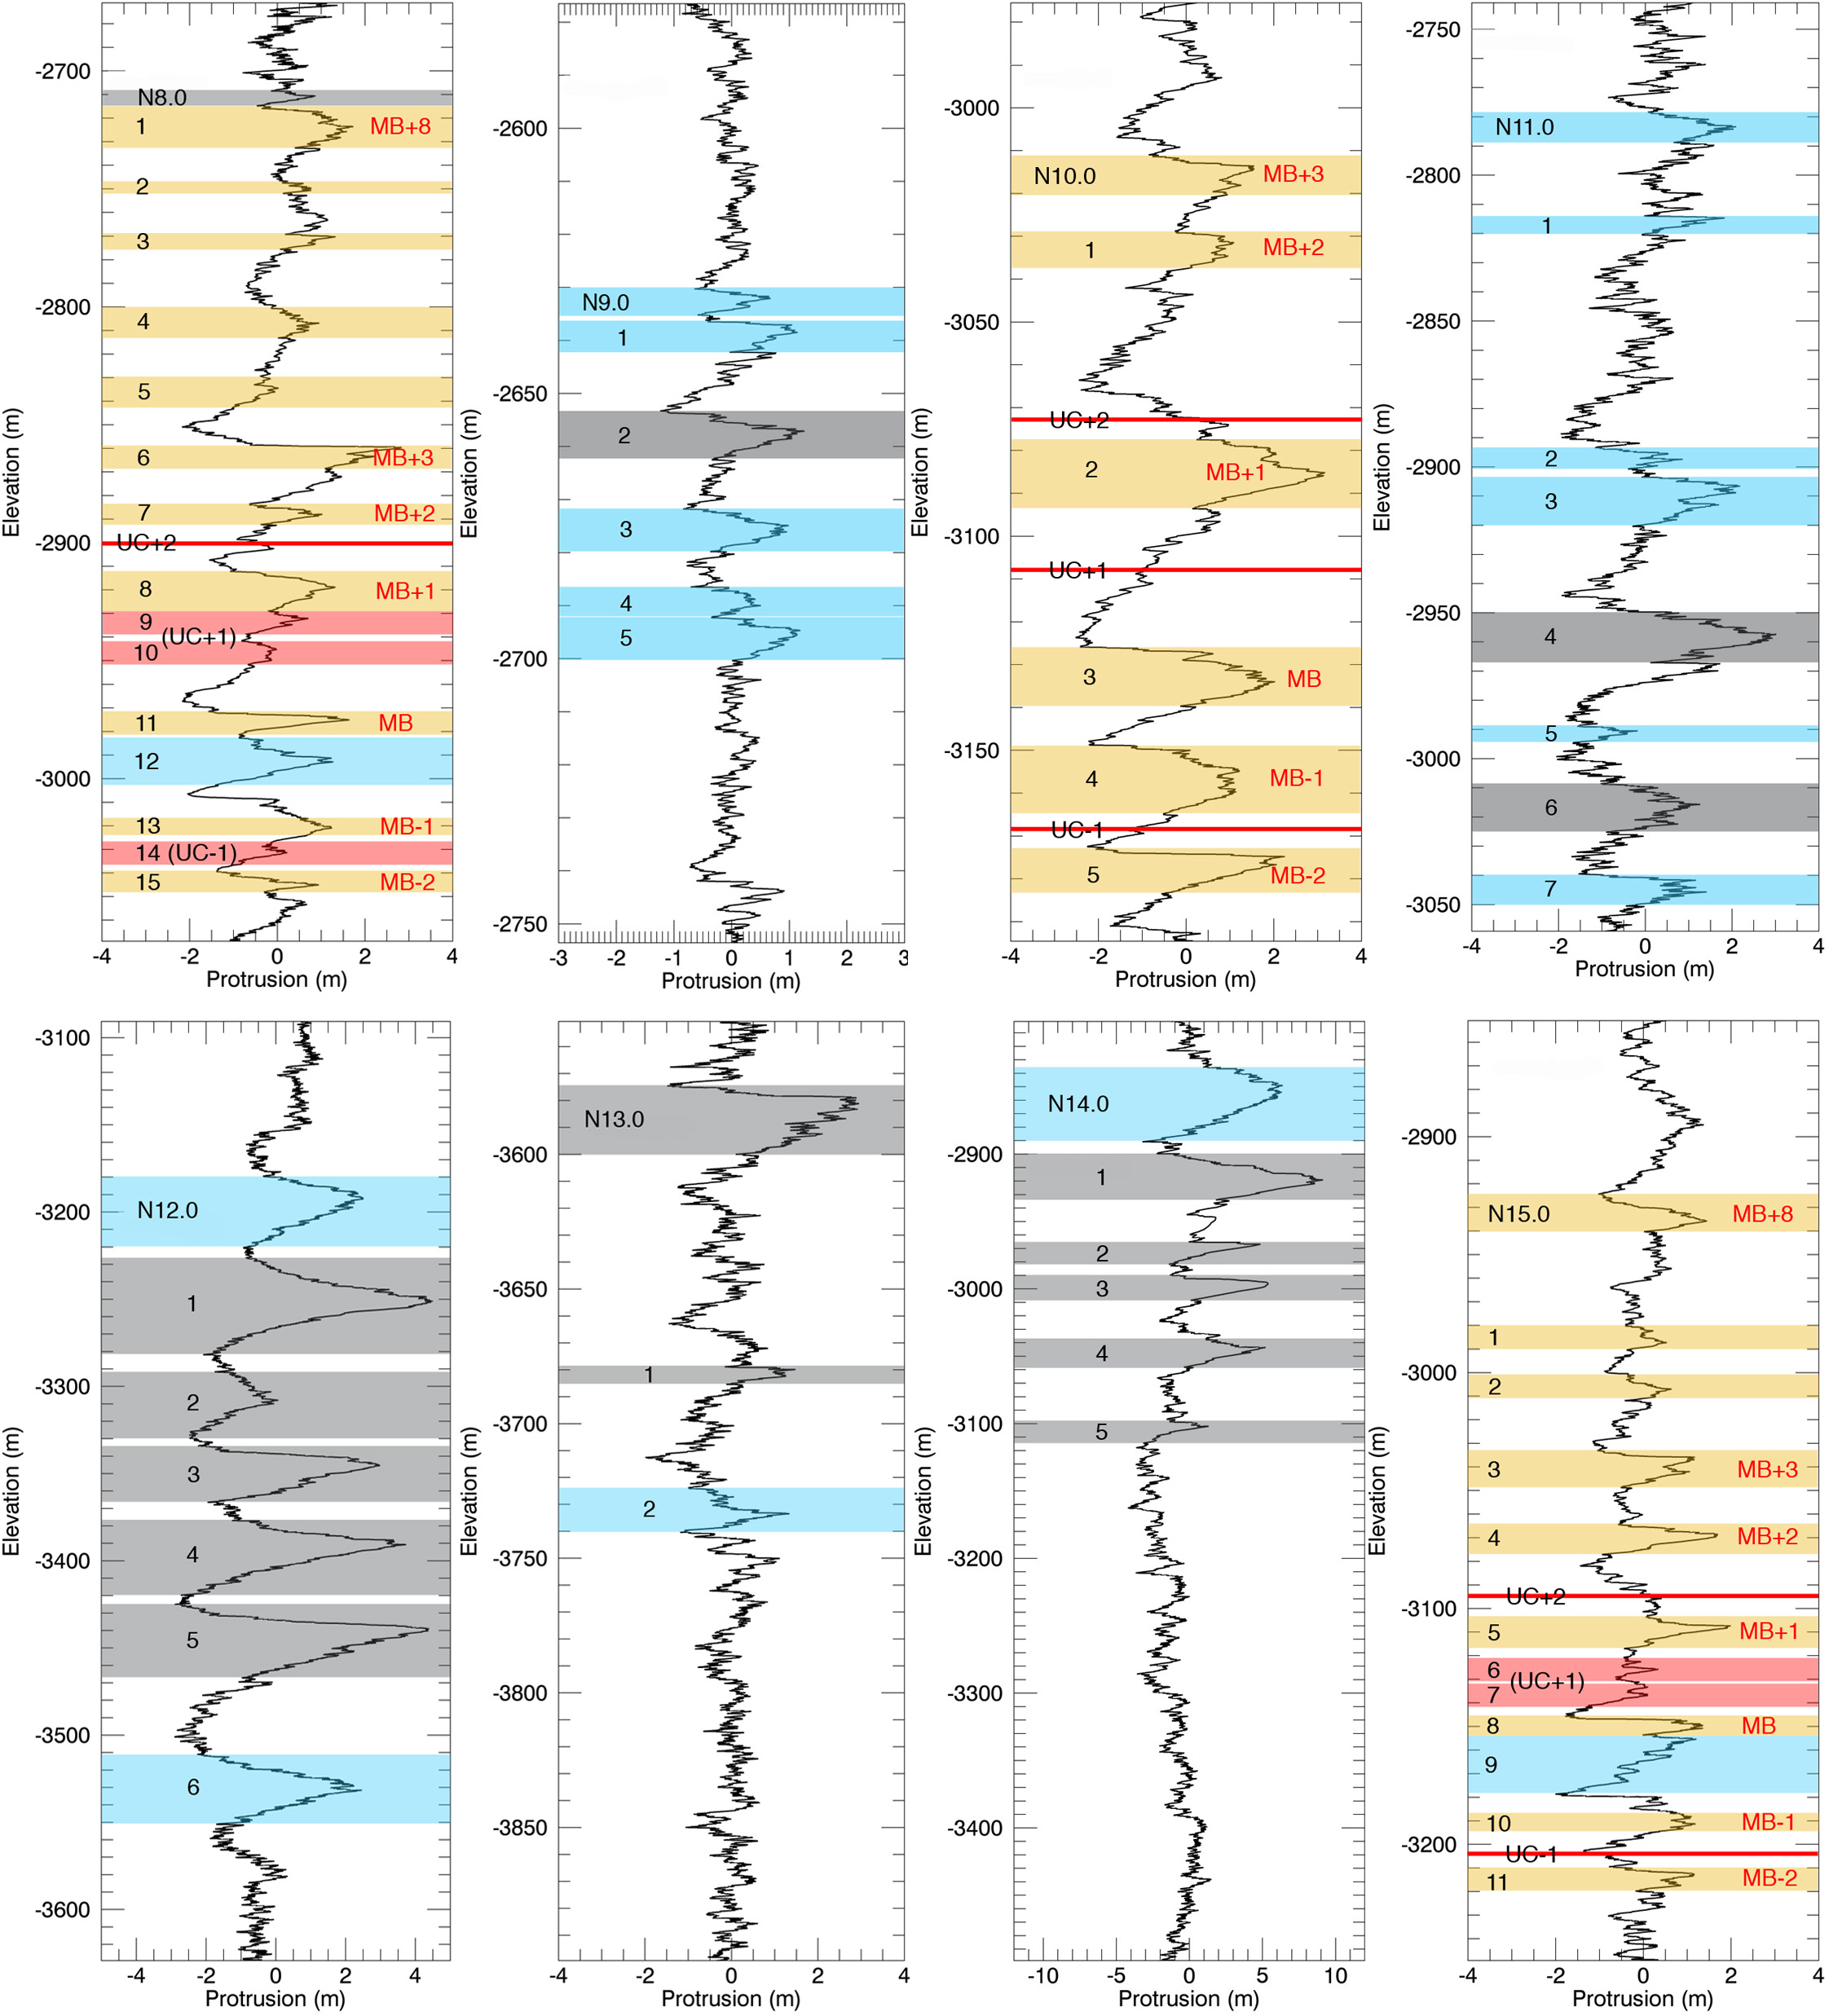 -2700
-2800
-2900
-3000
N8.0
1 MB+8
2
3
4
5
6 MB+3
7 MB+2
UC+2
8 MB+1
9
(UC+1)
10
11 MB
12
13 MB-1
14 (UC-1)
15 MB-2
-4 -2 0 2 4
Protrusion (m)
Elevation (m)
-2600
-2650
-2700
-2750
N9.0
1
2
3
4
5
-3 -2 -1 0 1 2 3
Protrusion (m)
Elevation (m)
-3000
-3050
-3100
-3150
N10.0 MB+3
1 MB+2
UC+2
2 MB+1
UC+1
3 MB
4 MB-1
UC-1
5 MB-2
-4 -2 0 2 4
Protrusion (m)
Elevation (m)
-2750
-2800
-2850
-2900
-2950
-3000
-3050
N11.0
1
2
3
4
5
6
7
-4 -2 0 2 4
Protrusion (m)
Elevation (m)
-3100
-3200
-3300
-3400
-3500
-3600
N12.0
1
2
3
4
5
6
-4 -2 0 2 4
Protrusion (m)
Elevation (m)
-3600
-3650
-3700
-3750
-3800
-3850
N13.0
1
2
-4 -2 0 2 4
Protrusion (m)
Elevation (m)
-2900
-3000
-3100
-3200
-3300
-3400
N14.0
1
2
3
4
5
-10 -5 0 5 10
Protrusion (m)
Elevation (m)
-2900
-3000
-3100
-3200
N15.0 MB+8
1
2
3 MB+3
4 MB+2
UC+2
5 MB+1
6
(UC+1)
7
8 MB
9
10 MB-1
UC-1
11 MB-2
-4 -2 0 2 4
Protrusion (m)
Elevation (m)